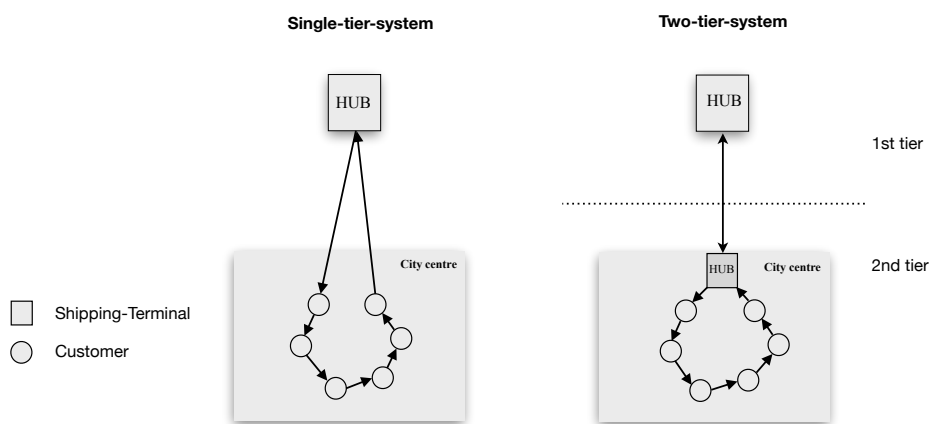 Single-tier-system
Two-tier-system
HUB
HUB
1st tier
City centre
HUB
City centre
2nd tier
Shipping-Terminal
Customer